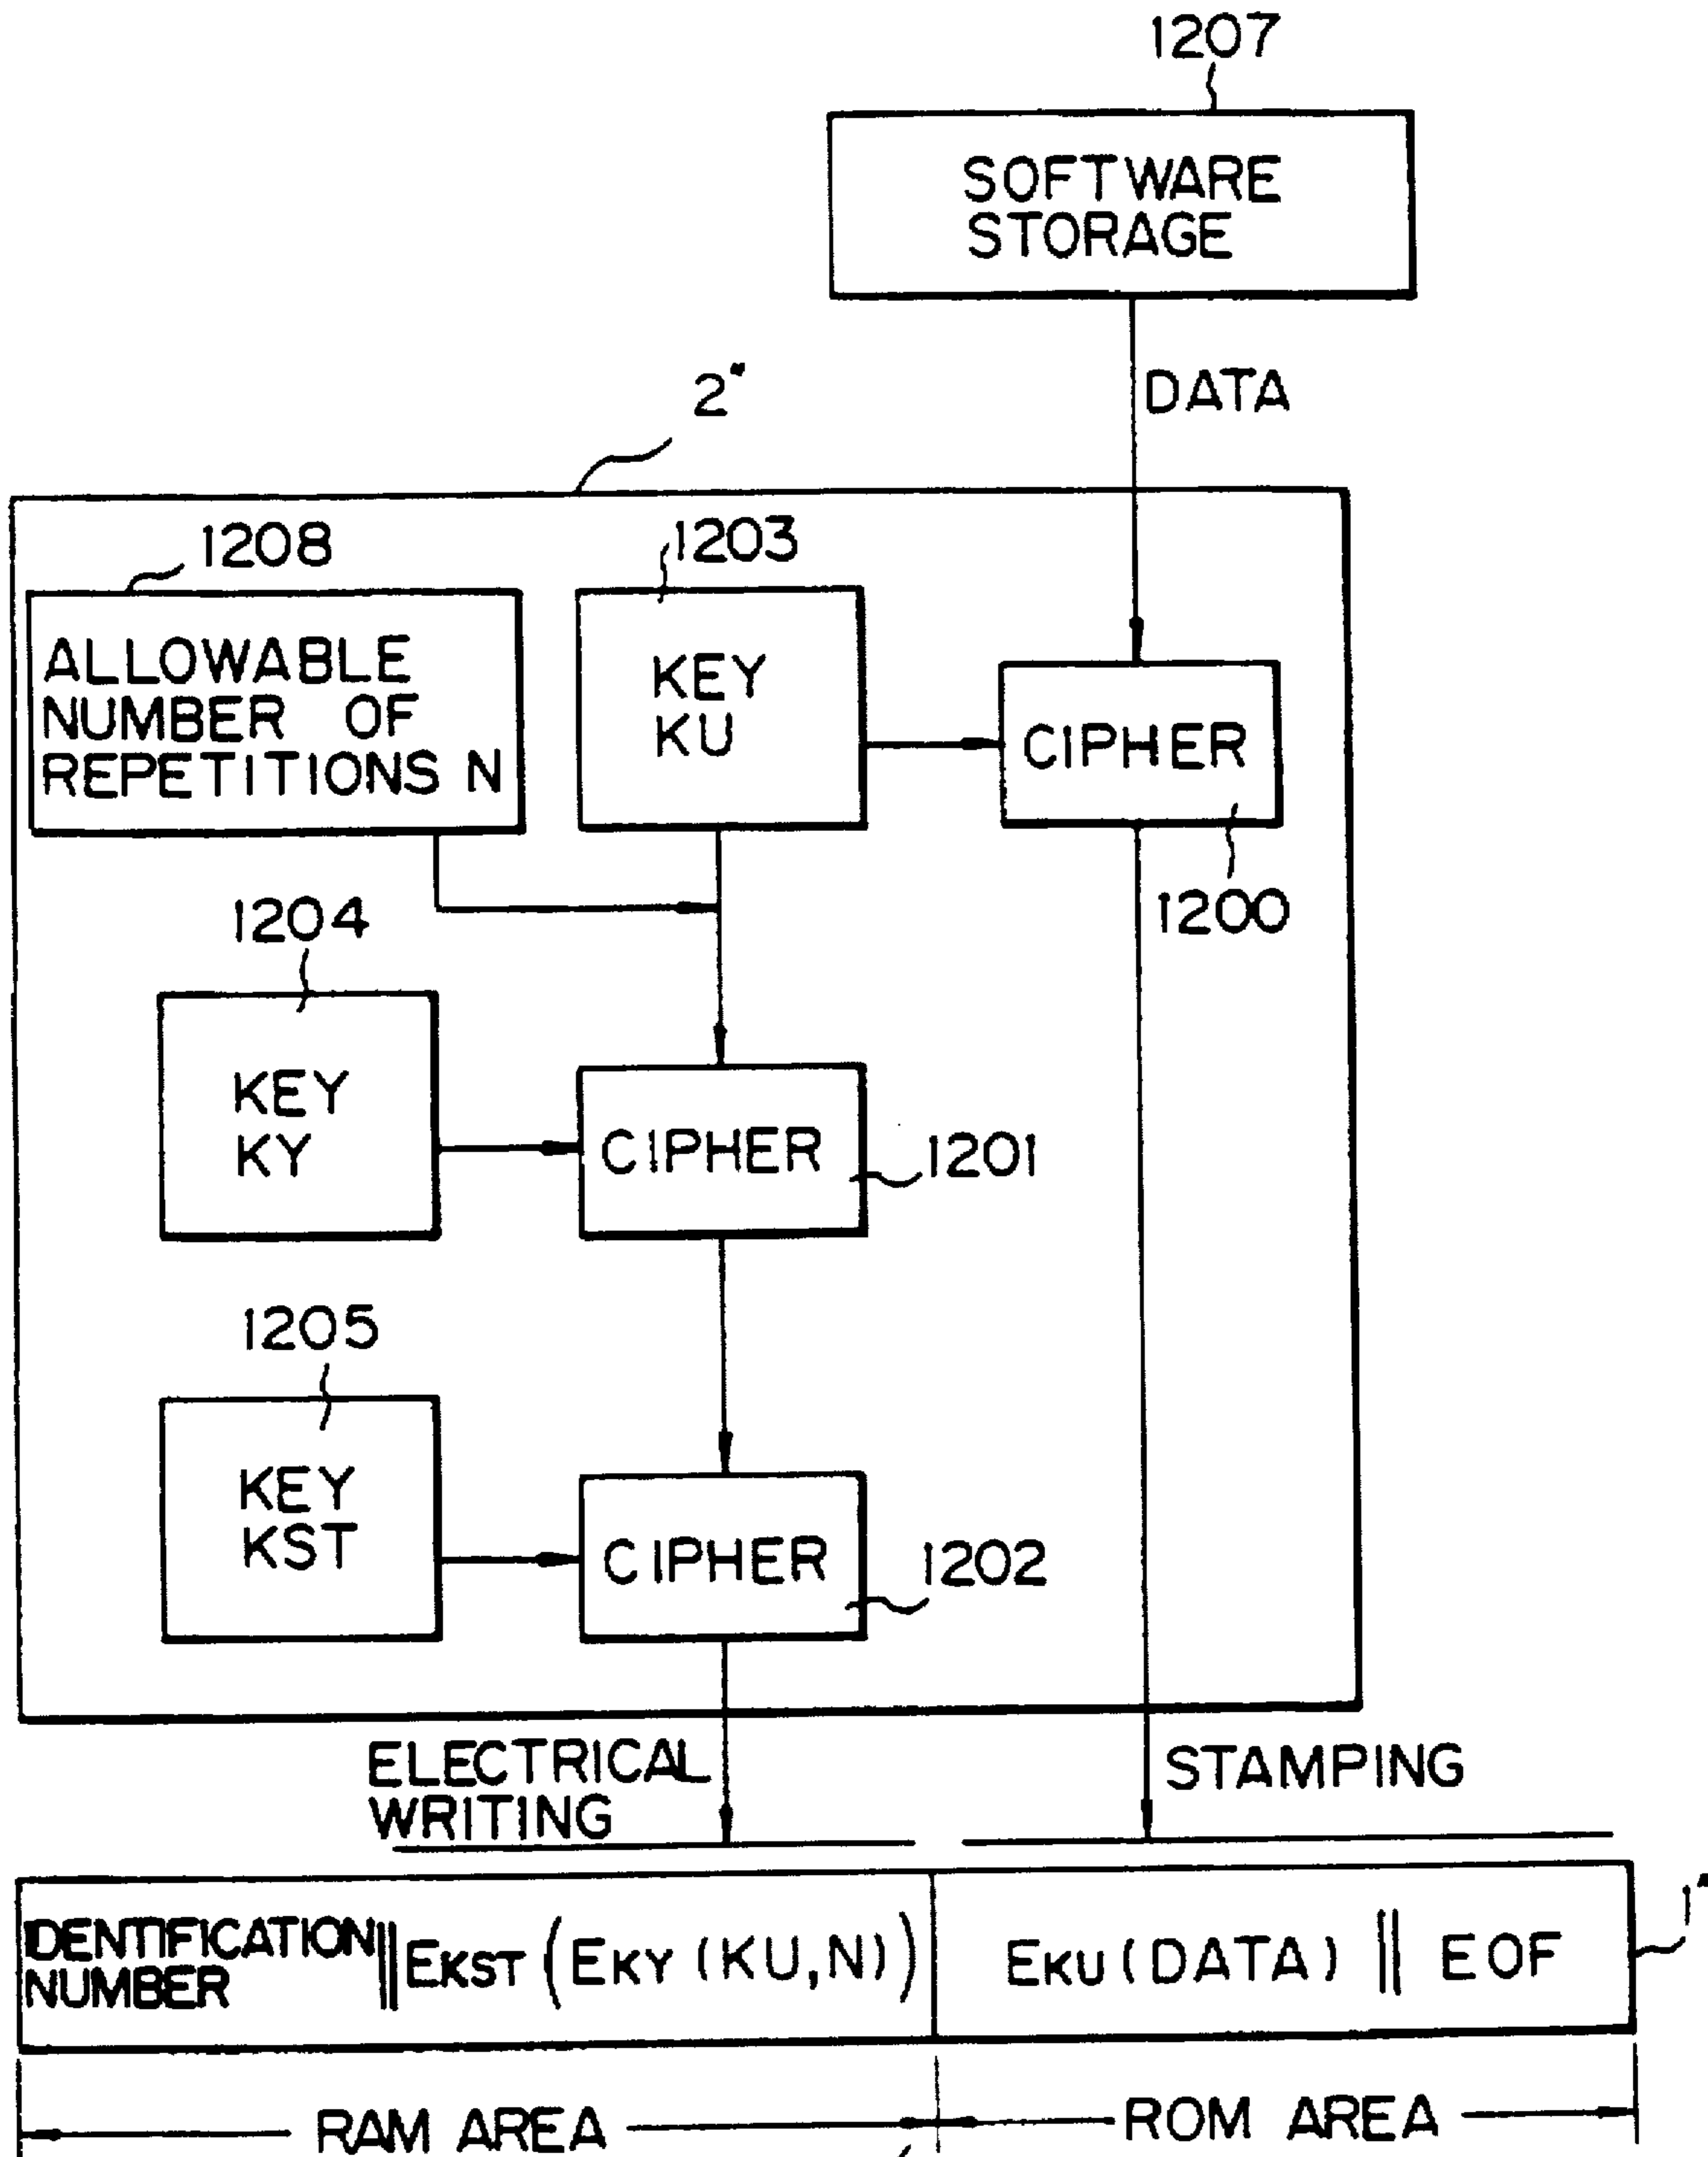 1207
SOFTWARE
STORAGE
DATA
2"
1208
1203
ALLOWABLE
NUMBER OF
REPETITIONS N
KEY
KU
CIPHER
1200
1204
KEY
KY
CIPHER
1201
1205
KEY
KST
CIPHER
1202
ELECTRICAL
WRITING
STAMPING
IDENTIFICATION
NUMBER
‖EKST(EKY(KU,N))
EKU(DATA)‖ EOF
1"
RAM AREA
ROM AREA